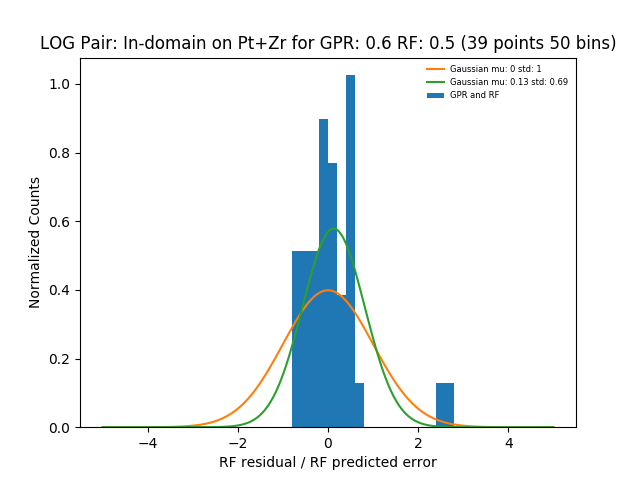 LOG Pair: In-domain on Pt+Zr for GPR: 0.6 RF: 0.5 (39 points 50 bins)
Gaussian mu: 0 std: 1
Gaussian mu: 0.13 std: 0.69
GPR and RF
Normalized Counts
1.0
0.8
0.6
0.4
0.2
0.0
−4
−2
0
2
4
RF residual / RF predicted error